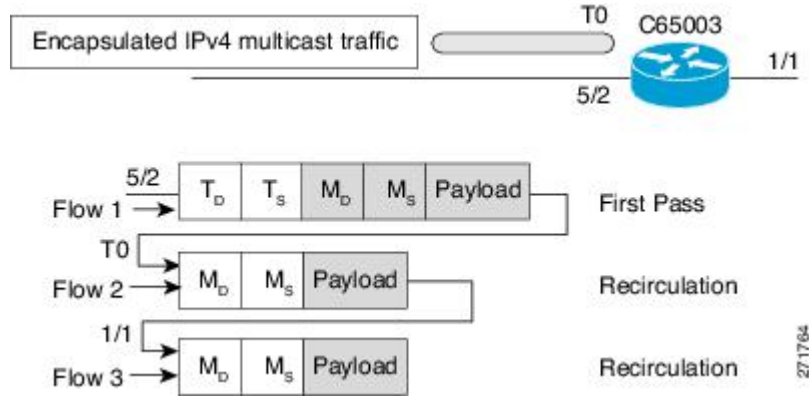 Encapsulated IPv4 multicast traffic
T0
C65003
5/2
1/1
5/2
Flow 1
T_D T_S M_D M_S Payload
First Pass
T0
Flow 2
M_D M_S Payload
Recirculation
1/1
Flow 3
M_D M_S Payload
Recirculation
271764